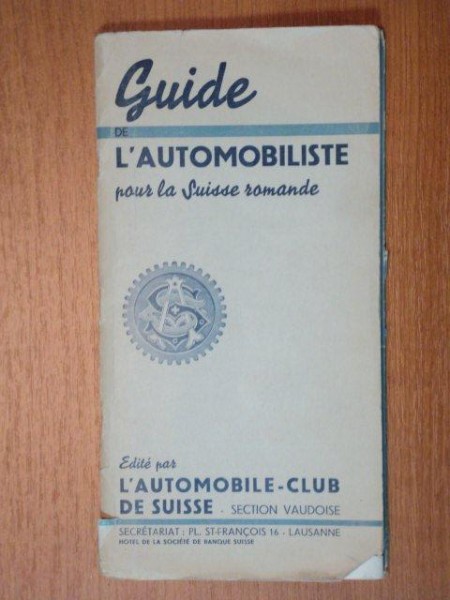 Guide
DE
L'AUTOMOBILISTE
pour la Suisse romande
Edité par
L'AUTOMOBILE-CLUB
DE SUISSE - SECTION VAUDOISE
SECRÉTARIAT : PL. ST-FRANÇOIS 16 - LAUSANNE
HOTEL DE LA SOCIÉTÉ DE BANQUE SUISSE